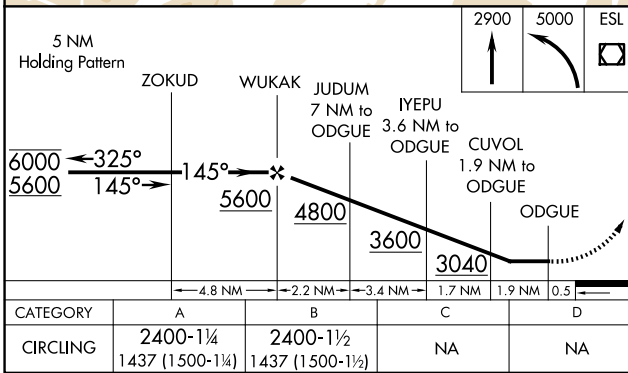 2900 5000 ESL
5 NM
Holding Pattern
ZOKUD
WUKAK
JUDUM
7 NM to
ODGUE
IYEPU
3.6 NM to
ODGUE
CUVOL
1.9 NM to
ODGUE
ODGUE
6000
5600
325°
145°
145°
5600
4800
3600
3040
4.8 NM 2.2 NM 3.4 NM 1.7 NM 1.9 NM 0.5
CATEGORY A B C D
CIRCLING 2400-1¼ 2400-1½ NA NA
1437 (1500-1¼) 1437 (1500-1½)